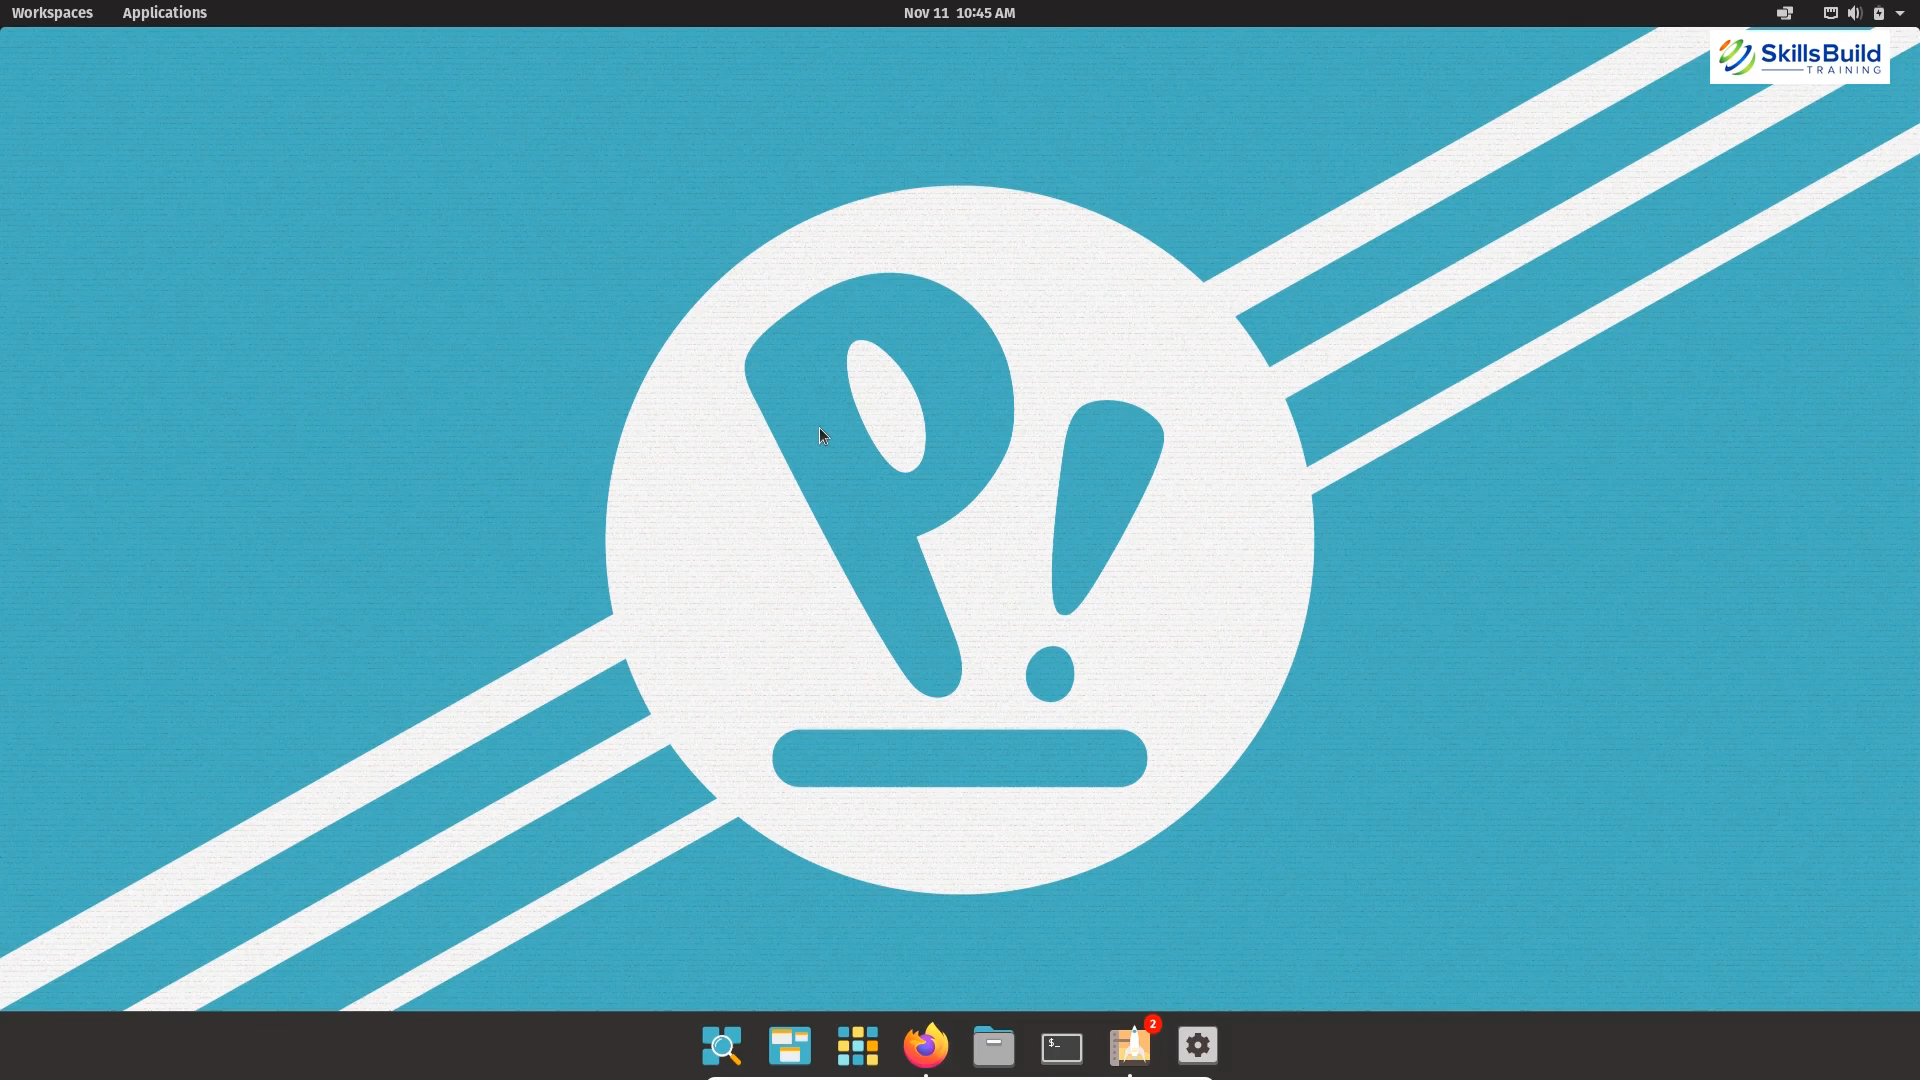 Workspaces
Applications
Nov 11 10:45 AM
SkillsBuild
TRAINING
P!
$_
2